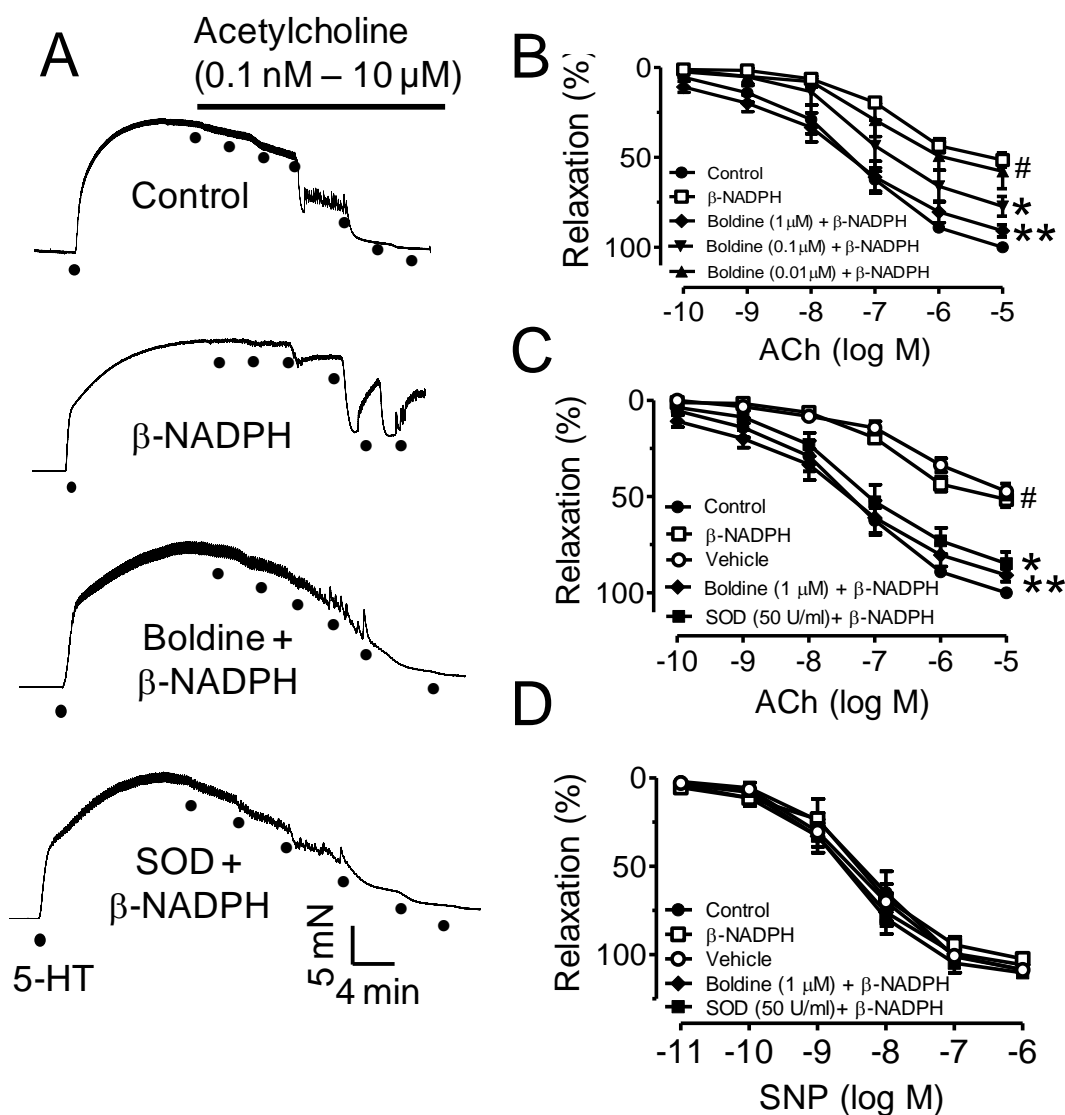 A
Acetylcholine
(0.1 nM – 10 µM)
Control
β-NADPH
Boldine +
β-NADPH
SOD +
β-NADPH
5-HT
5 mN
4 min
B
0
50
100
Relaxation (%)
Control
β-NADPH
Boldine (1 µM) + β-NADPH
Boldine (0.1µM) + β-NADPH
Boldine (0.01µM) + β-NADPH
#
*
**
-10 -9 -8 -7 -6 -5
ACh (log M)
C
0
50
100
Relaxation (%)
Control
β-NADPH
Vehicle
Boldine (1 µM) + β-NADPH
SOD (50 U/ml)+ β-NADPH
#
*
**
-10 -9 -8 -7 -6 -5
ACh (log M)
D
0
50
100
Relaxation (%)
Control
β-NADPH
Vehicle
Boldine (1 µM) + β-NADPH
SOD (50 U/ml)+ β-NADPH
-11 -10 -9 -8 -7 -6
SNP (log M)